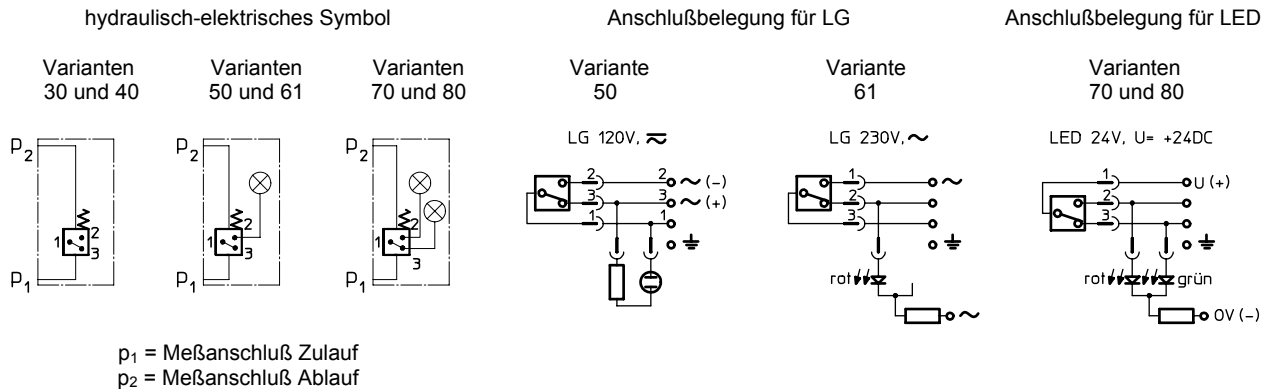 hydraulisch-elektrisches Symbol
Anschlußbelegung für LG
Anschlußbelegung für LED
Varianten
30 und 40
Varianten
50 und 61
Varianten
70 und 80
Variante
50
Variante
61
Varianten
70 und 80
LG 120V, ⎓~
LG 230V, ~
LED 24V, U= +24DC
p2
1
2
3
p1
p2
1
2
3
p1
p2
1
2
3
p1
2 2 ~ (-)
3 3 ~ (+)
1 1
1 ~
2
3
rot
~
1 U (+)
2
3
rot grün
0V (-)
p1 = Meßanschluß Zulauf
p2 = Meßanschluß Ablauf